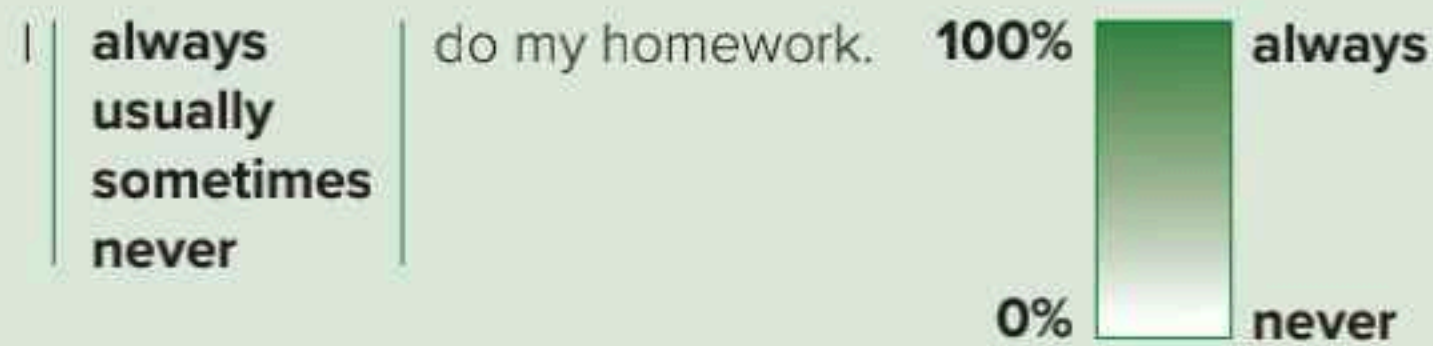 I always do my homework. 100% always
usually
sometimes
never
0% never